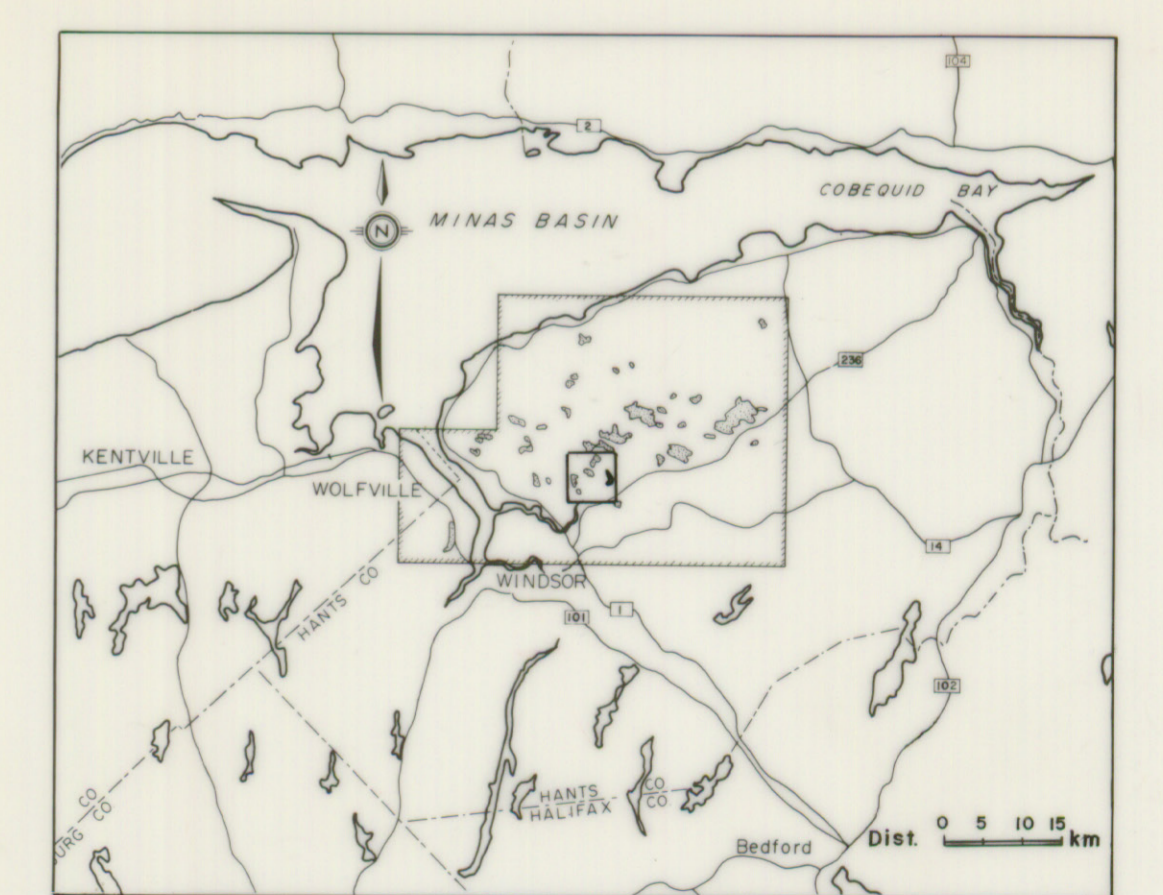 104
2
COBEQUID BAY
N
MINAS BASIN
236
KENTVILLE
WOLFVILLE
14
WINDSOR
HANTS CO
1
101
102
CO
CO
HANTS CO
HALIFAX CO
Bedford
Dist. 0 5 10 15 km